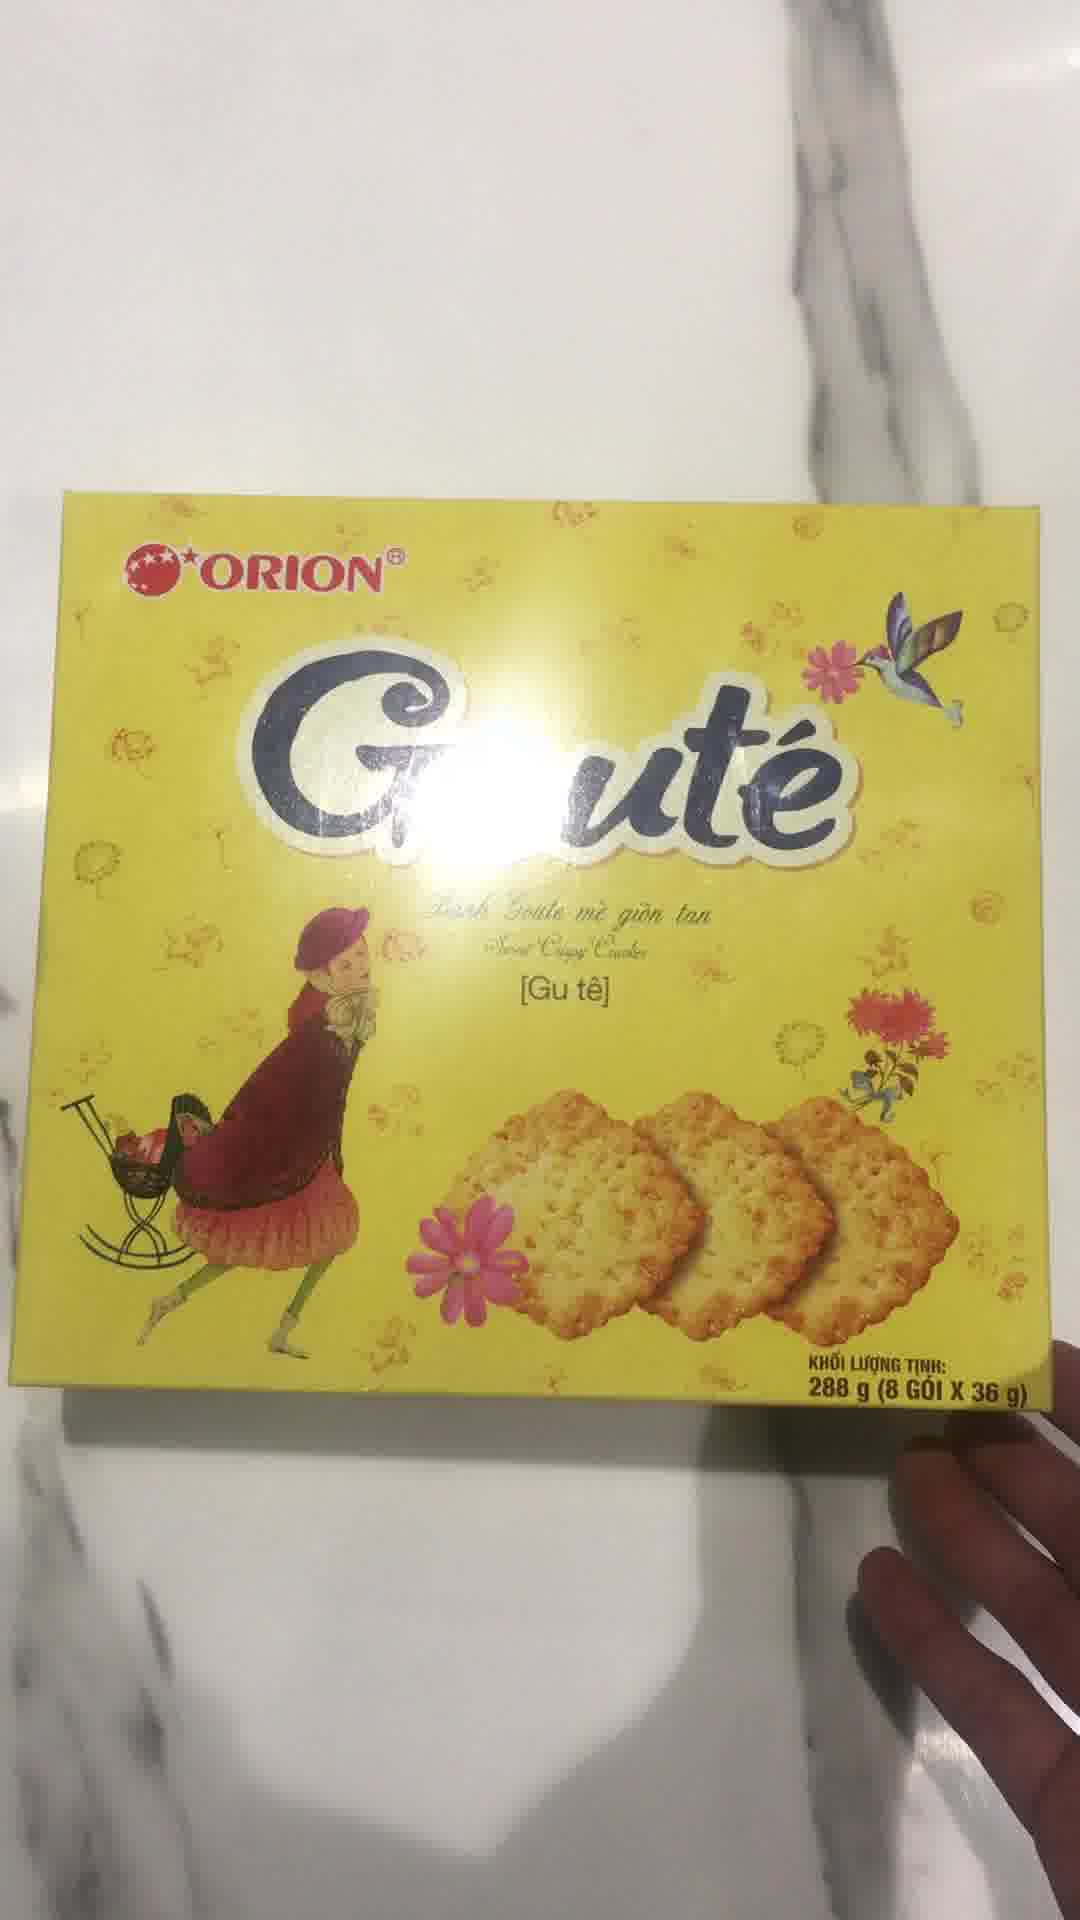 ORION®
Gouté
Bánh Gouté mè giòn tan
Sweet Crispy Cracker
[Gu tê]
KHỐI LƯỢNG TỊNH:
288 g (8 GÓI X 36 g)